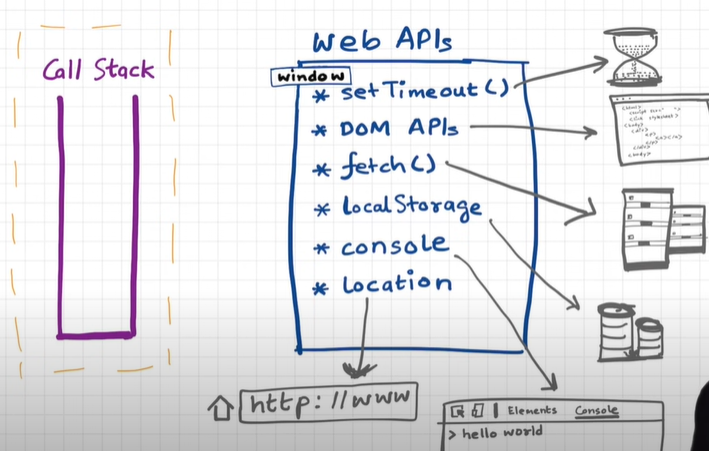 Call Stack
Web APIs
window
* setTimeout()
* DOM APIs
* fetch()
* localStorage
* console
* location
http://www
Elements Console
> hello world